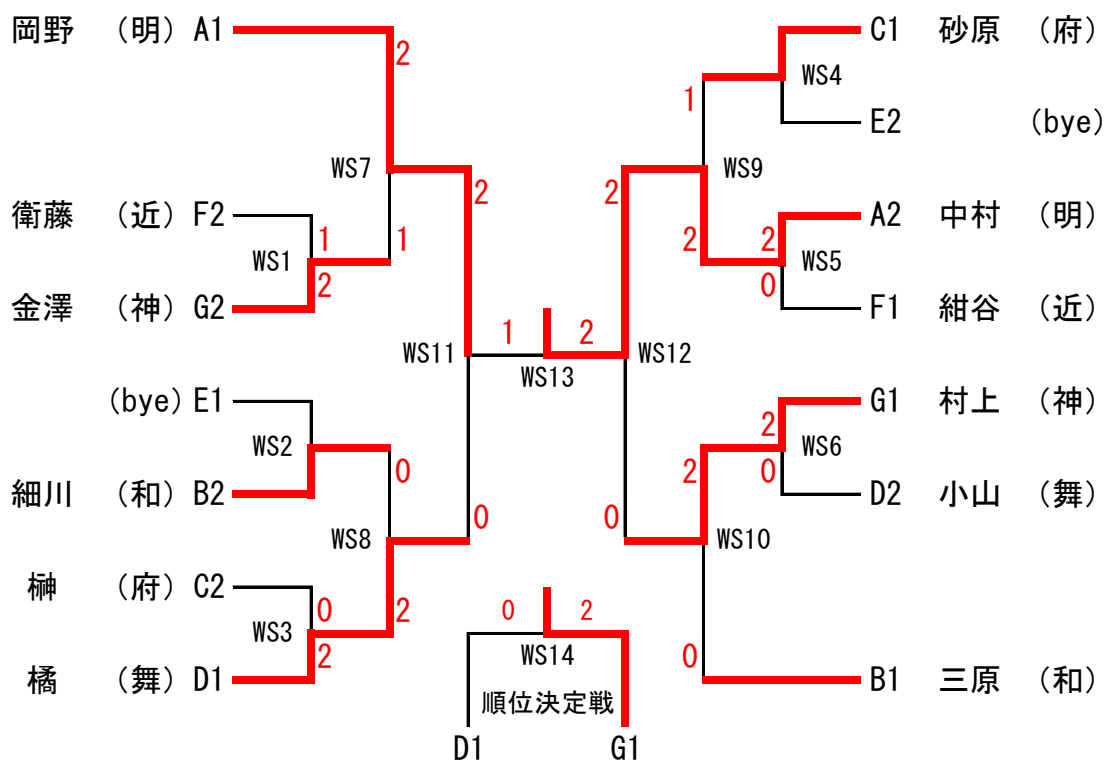 岡野 (明) A1
2
C1 砂原 (府)
WS4
1
E2 (bye)
WS7
WS9
2
2
衛藤 (近) F2
1
1
2
2
A2 中村 (明)
WS1
WS5
2
0
金澤 (神) G2
F1 紺谷 (近)
1
2
WS11
WS12
WS13
(bye) E1
G1 村上 (神)
2
WS2
WS6
0
2
0
細川 (和) B2
D2 小山 (舞)
0
0
WS8
WS10
榊 (府) C2
0
2
0
2
WS3
2
WS14
0
橘 (舞) D1
順位決定戦
B1 三原 (和)
D1
G1